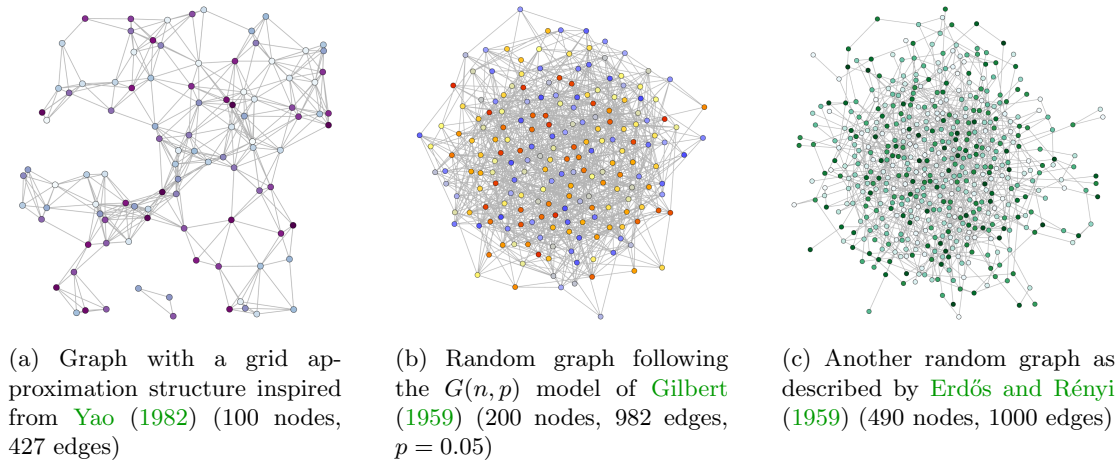 (a) Graph with a grid ap-
proximation structure inspired
from Yao (1982) (100 nodes,
427 edges)
(b) Random graph following
the G(n, p) model of Gilbert
(1959) (200 nodes, 982 edges,
p = 0.05)
(c) Another random graph as
described by Erdős and Rényi
(1959) (490 nodes, 1000 edges)